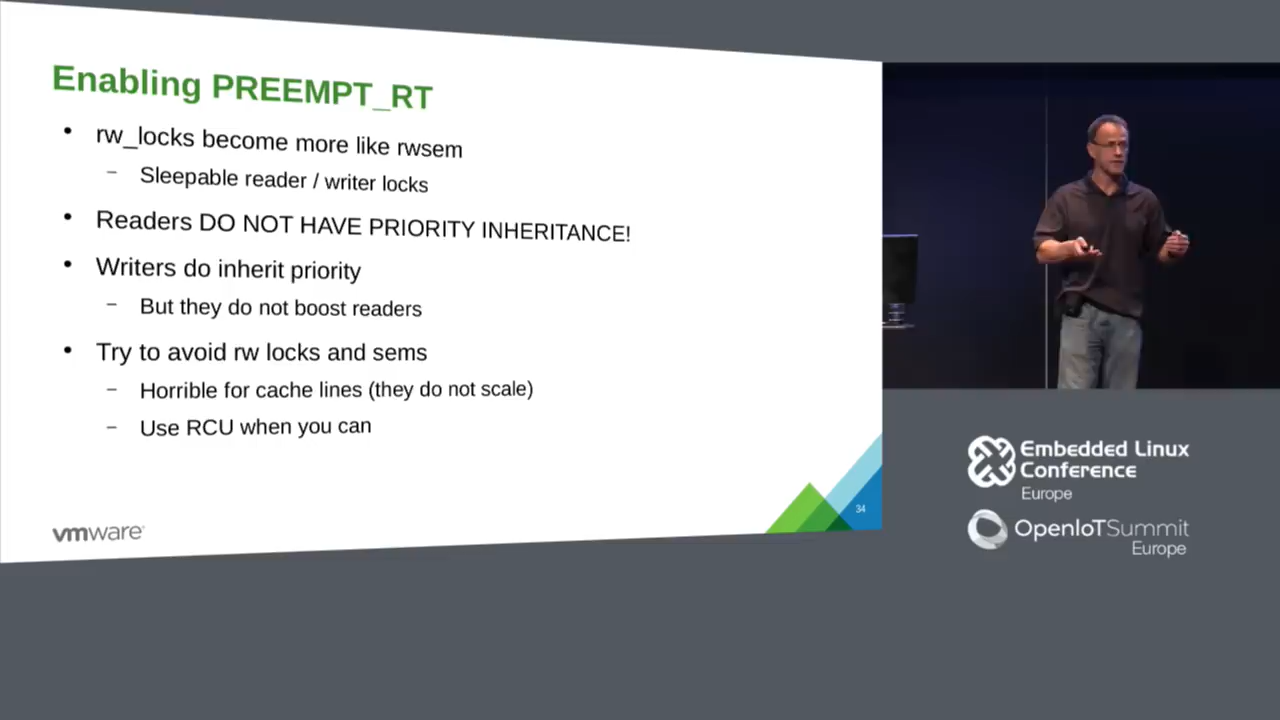 Enabling PREEMPT_RT
• rw_locks become more like rwsem
– Sleepable reader / writer locks
• Readers DO NOT HAVE PRIORITY INHERITANCE!
• Writers do inherit priority
– But they do not boost readers
• Try to avoid rw locks and sems
– Horrible for cache lines (they do not scale)
– Use RCU when you can
34
vmware
Embedded Linux
Conference
Europe
OpenIoTSummit
Europe